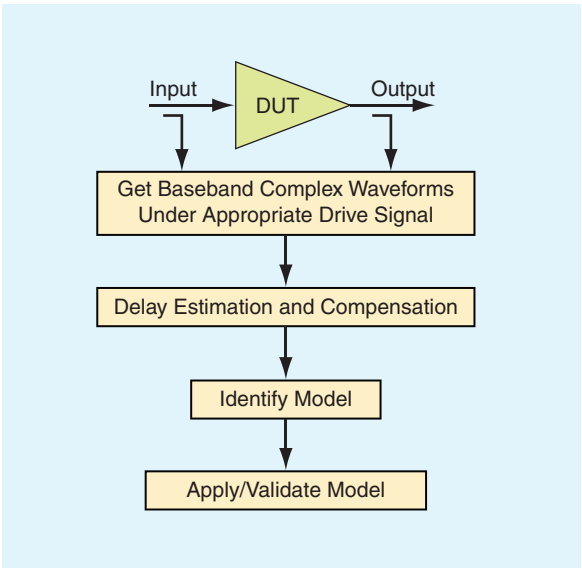 Input
DUT
Output
Get Baseband Complex Waveforms
Under Appropriate Drive Signal
Delay Estimation and Compensation
Identify Model
Apply/Validate Model